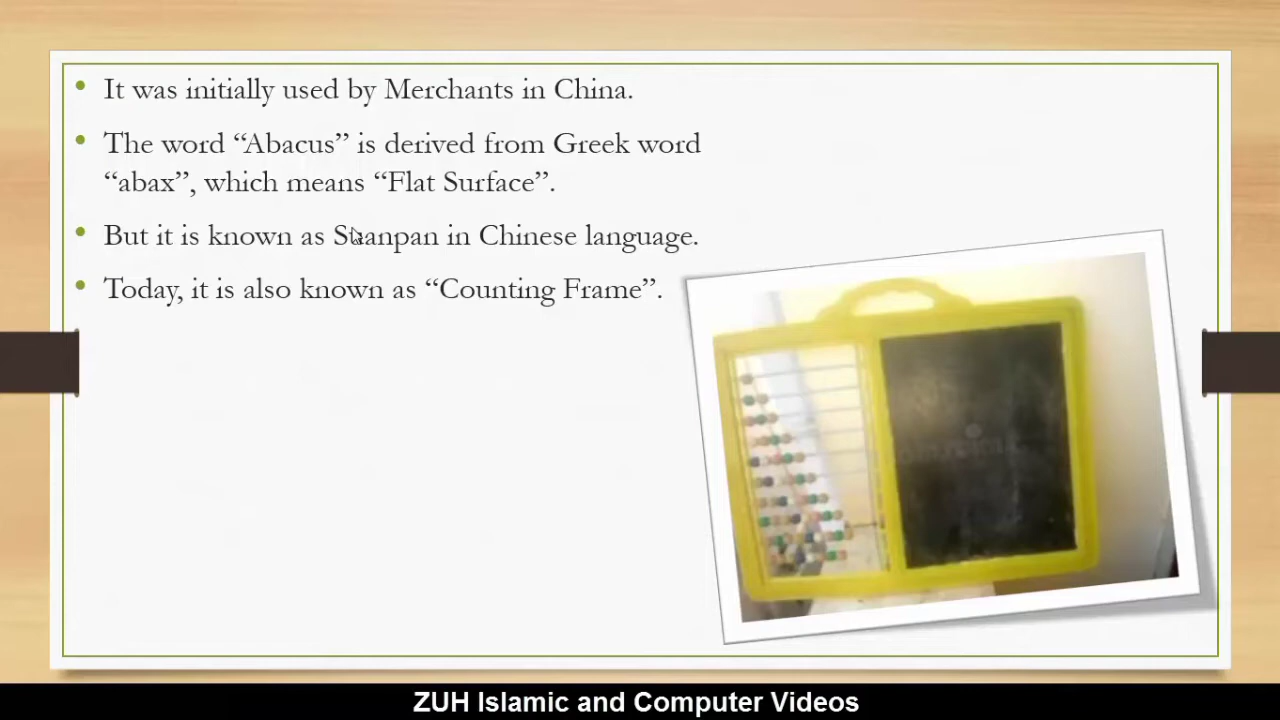 It was initially used by Merchants in China.
The word “Abacus” is derived from Greek word
“abax”, which means “Flat Surface”.
But it is known as Suanpan in Chinese language.
Today, it is also known as “Counting Frame”.
ZUH Islamic and Computer Videos